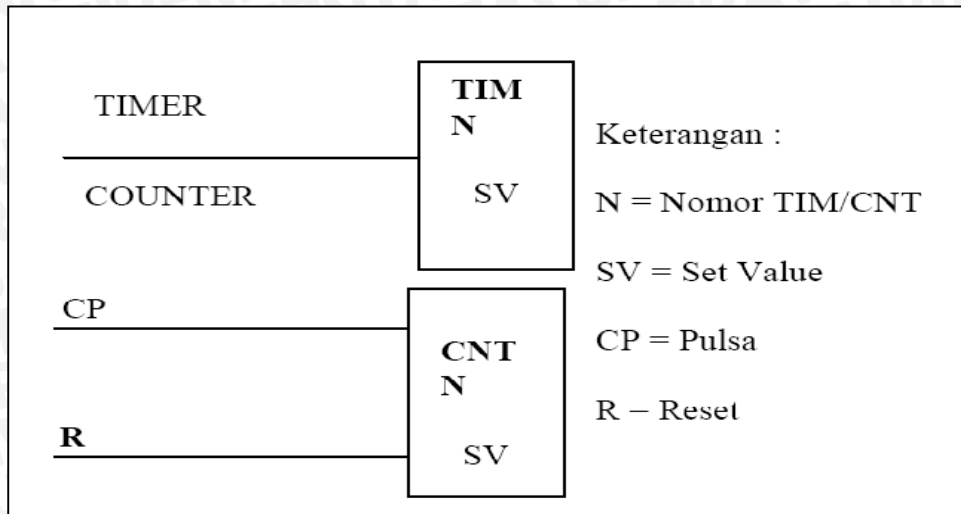 TIMER
TIM
N
SV
COUNTER
CP
CNT
N
SV
R
Keterangan :
N = Nomor TIM/CNT
SV = Set Value
CP = Pulsa
R – Reset